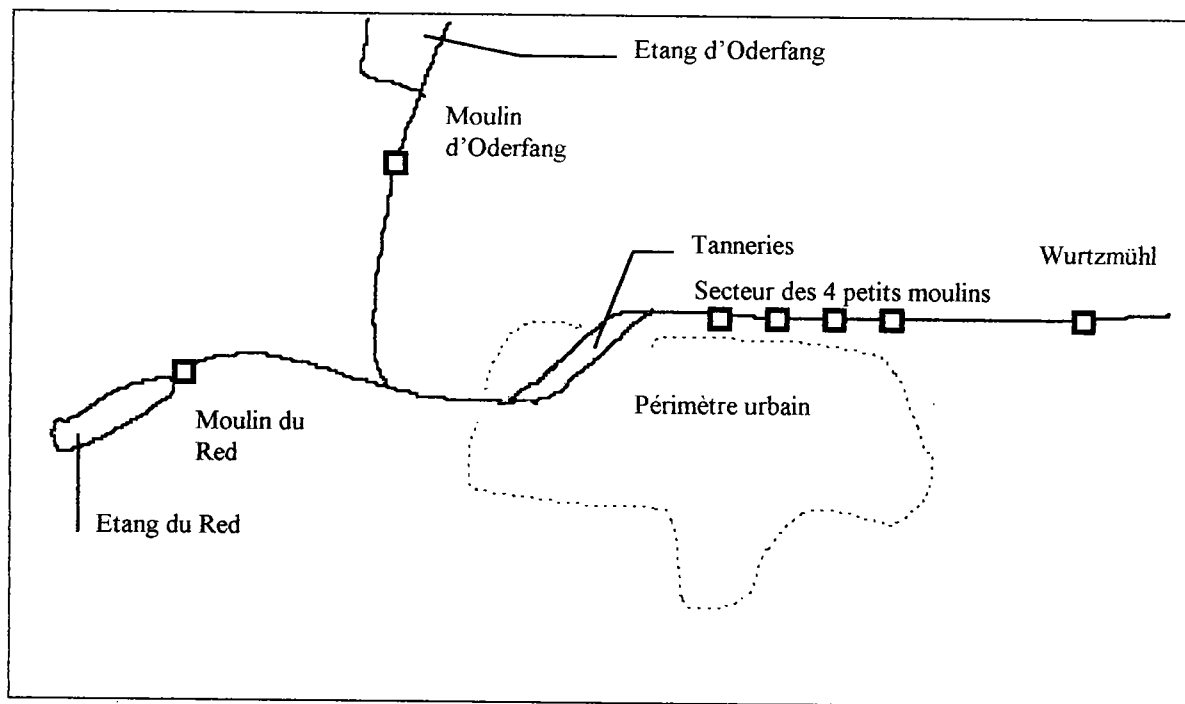 Etang d'Oderfang
Moulin
d'Oderfang
Tanneries
Wurtzmühl
Secteur des 4 petits moulins
Moulin du
Red
Périmètre urbain
Etang du Red